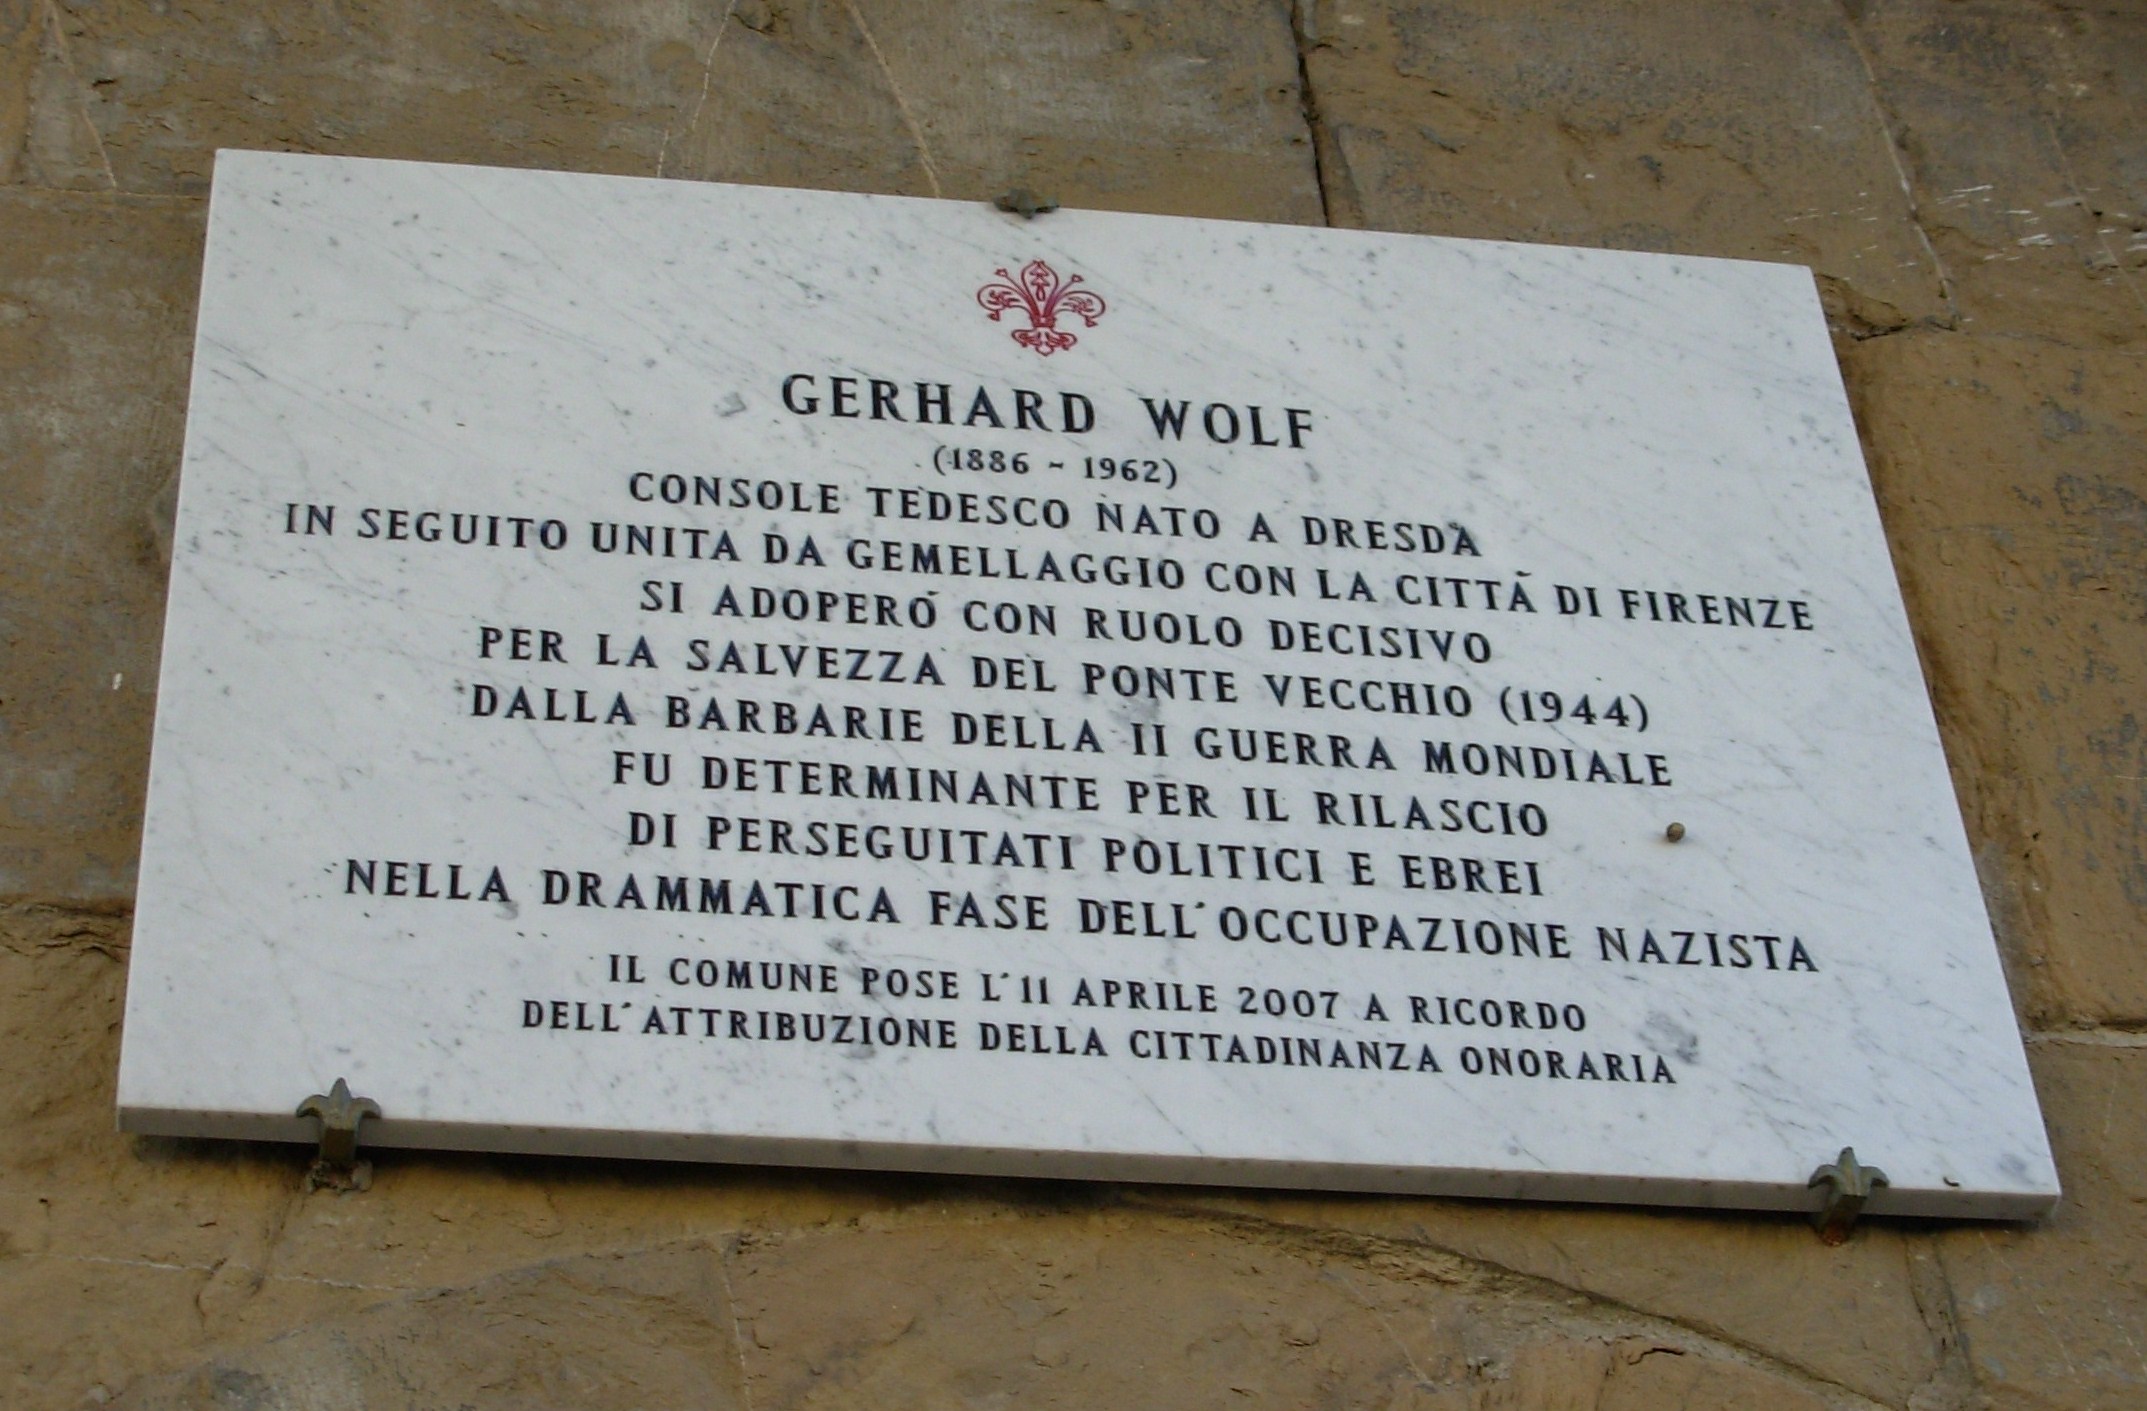 GERHARD WOLF
(1886 - 1962)
CONSOLE TEDESCO NATO A DRESDA
IN SEGUITO UNITA DA GEMELLAGGIO CON LA CITTÀ DI FIRENZE
SI ADOPERÒ CON RUOLO DECISIVO
PER LA SALVEZZA DEL PONTE VECCHIO (1944)
DALLA BARBARIE DELLA II GUERRA MONDIALE
FU DETERMINANTE PER IL RILASCIO
DI PERSEGUITATI POLITICI E EBREI
NELLA DRAMMATICA FASE DELL'OCCUPAZIONE NAZISTA
IL COMUNE POSE L'11 APRILE 2007 A RICORDO
DELL'ATTRIBUZIONE DELLA CITTADINANZA ONORARIA